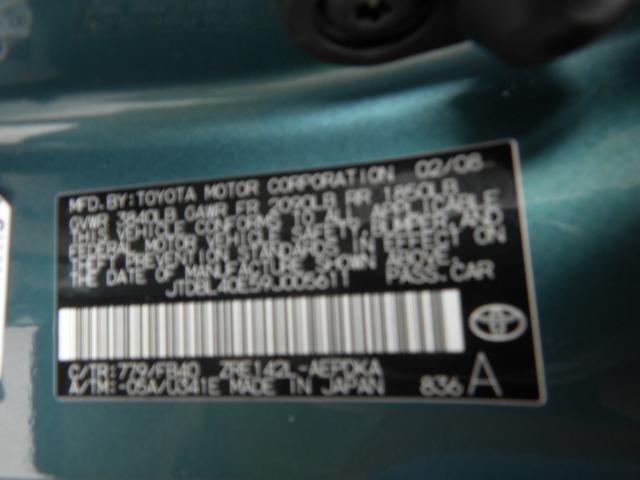 MFD. BY: TOYOTA MOTOR CORPORATION 02/08
GVWR 3840LB GAWR FR 2090LB RR 1850LB
THIS VEHICLE CONFORMS TO ALL APPLICABLE
FEDERAL MOTOR VEHICLE SAFETY, BUMPER AND
THEFT PREVENTION STANDARDS IN EFFECT ON
THE DATE OF MANUFACTURE SHOWN ABOVE.
JTDBL40E59J005611 PASS. CAR
C/TR: 779/FB40 ZRE142L-AEPDKA
A/TM: -05A/U341E MADE IN JAPAN 836 A